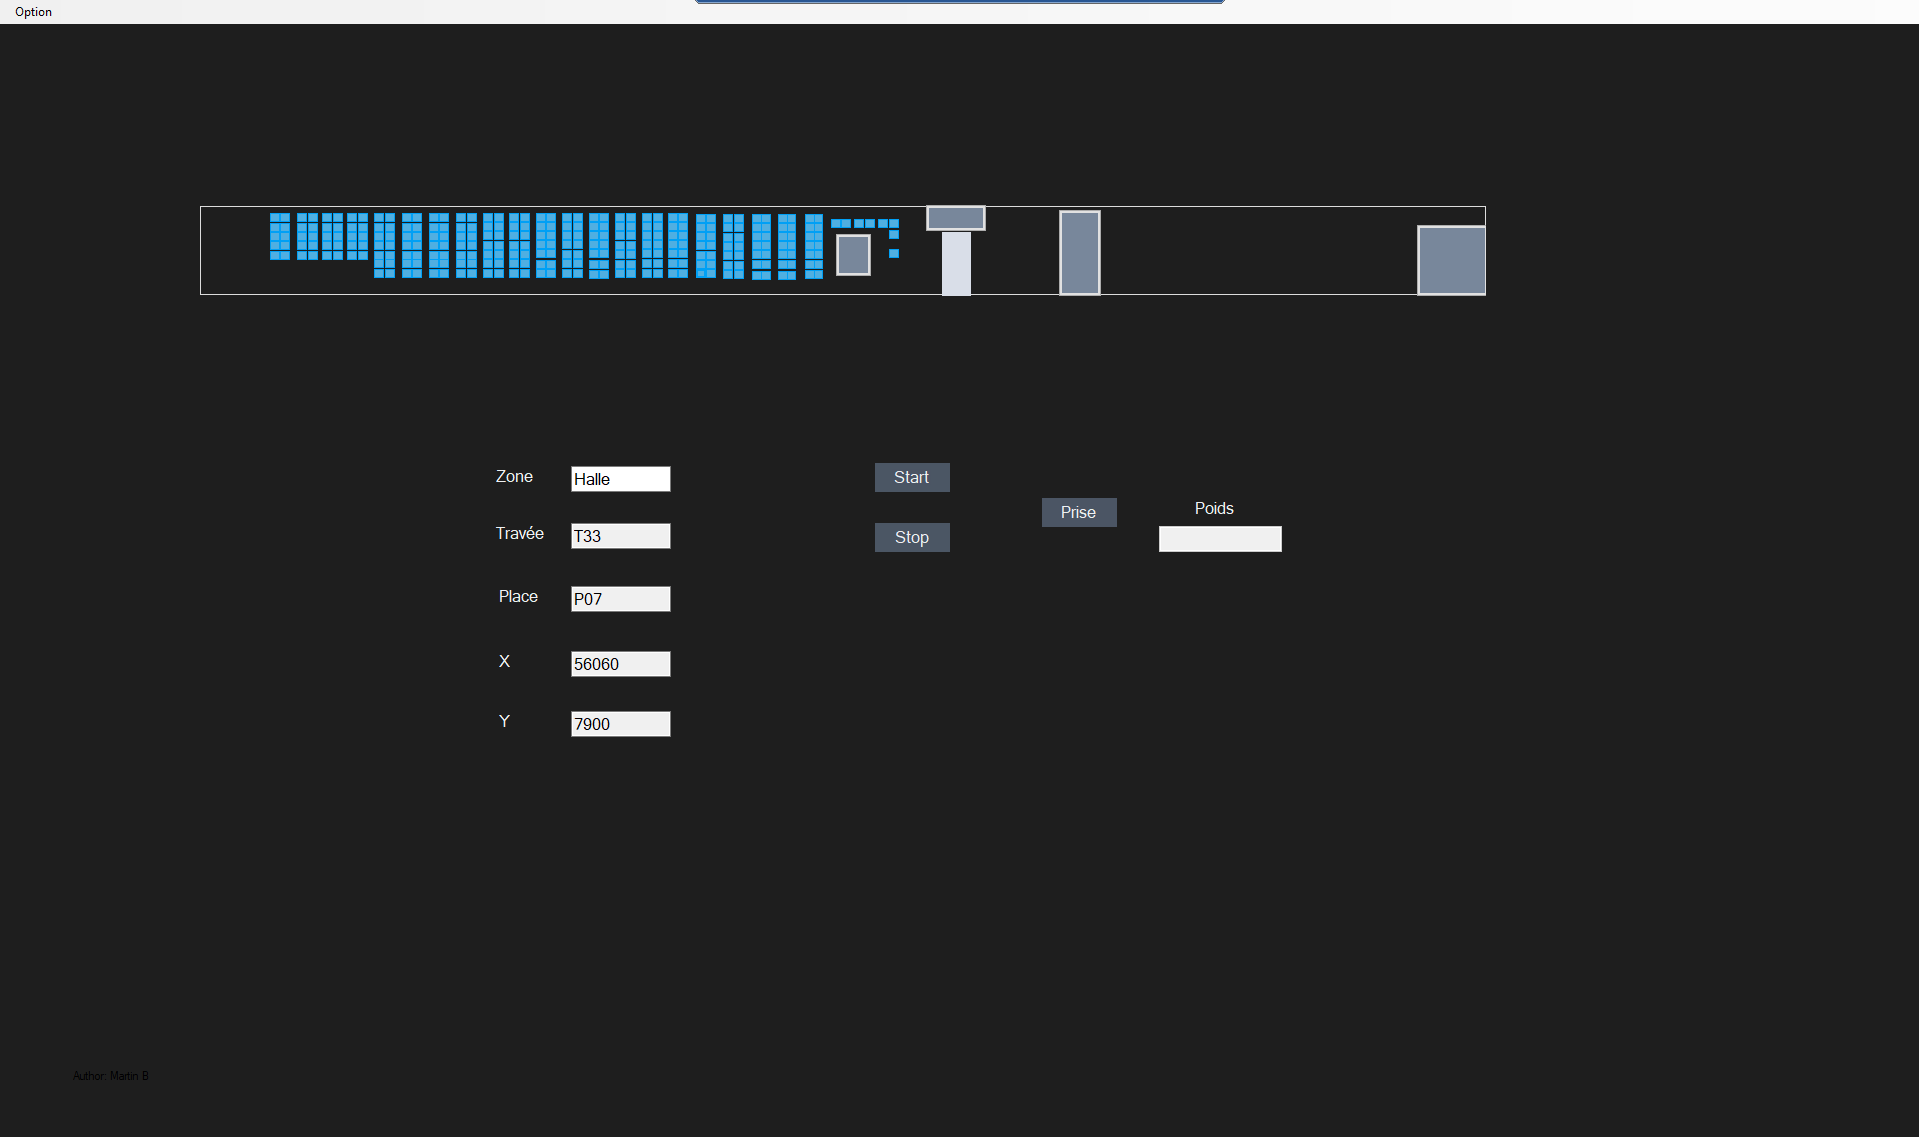 Option
Zone Halle
Start
Prise
Poids
Travée T33
Stop
Place P07
X 56060
Y 7900
Author: Martin B